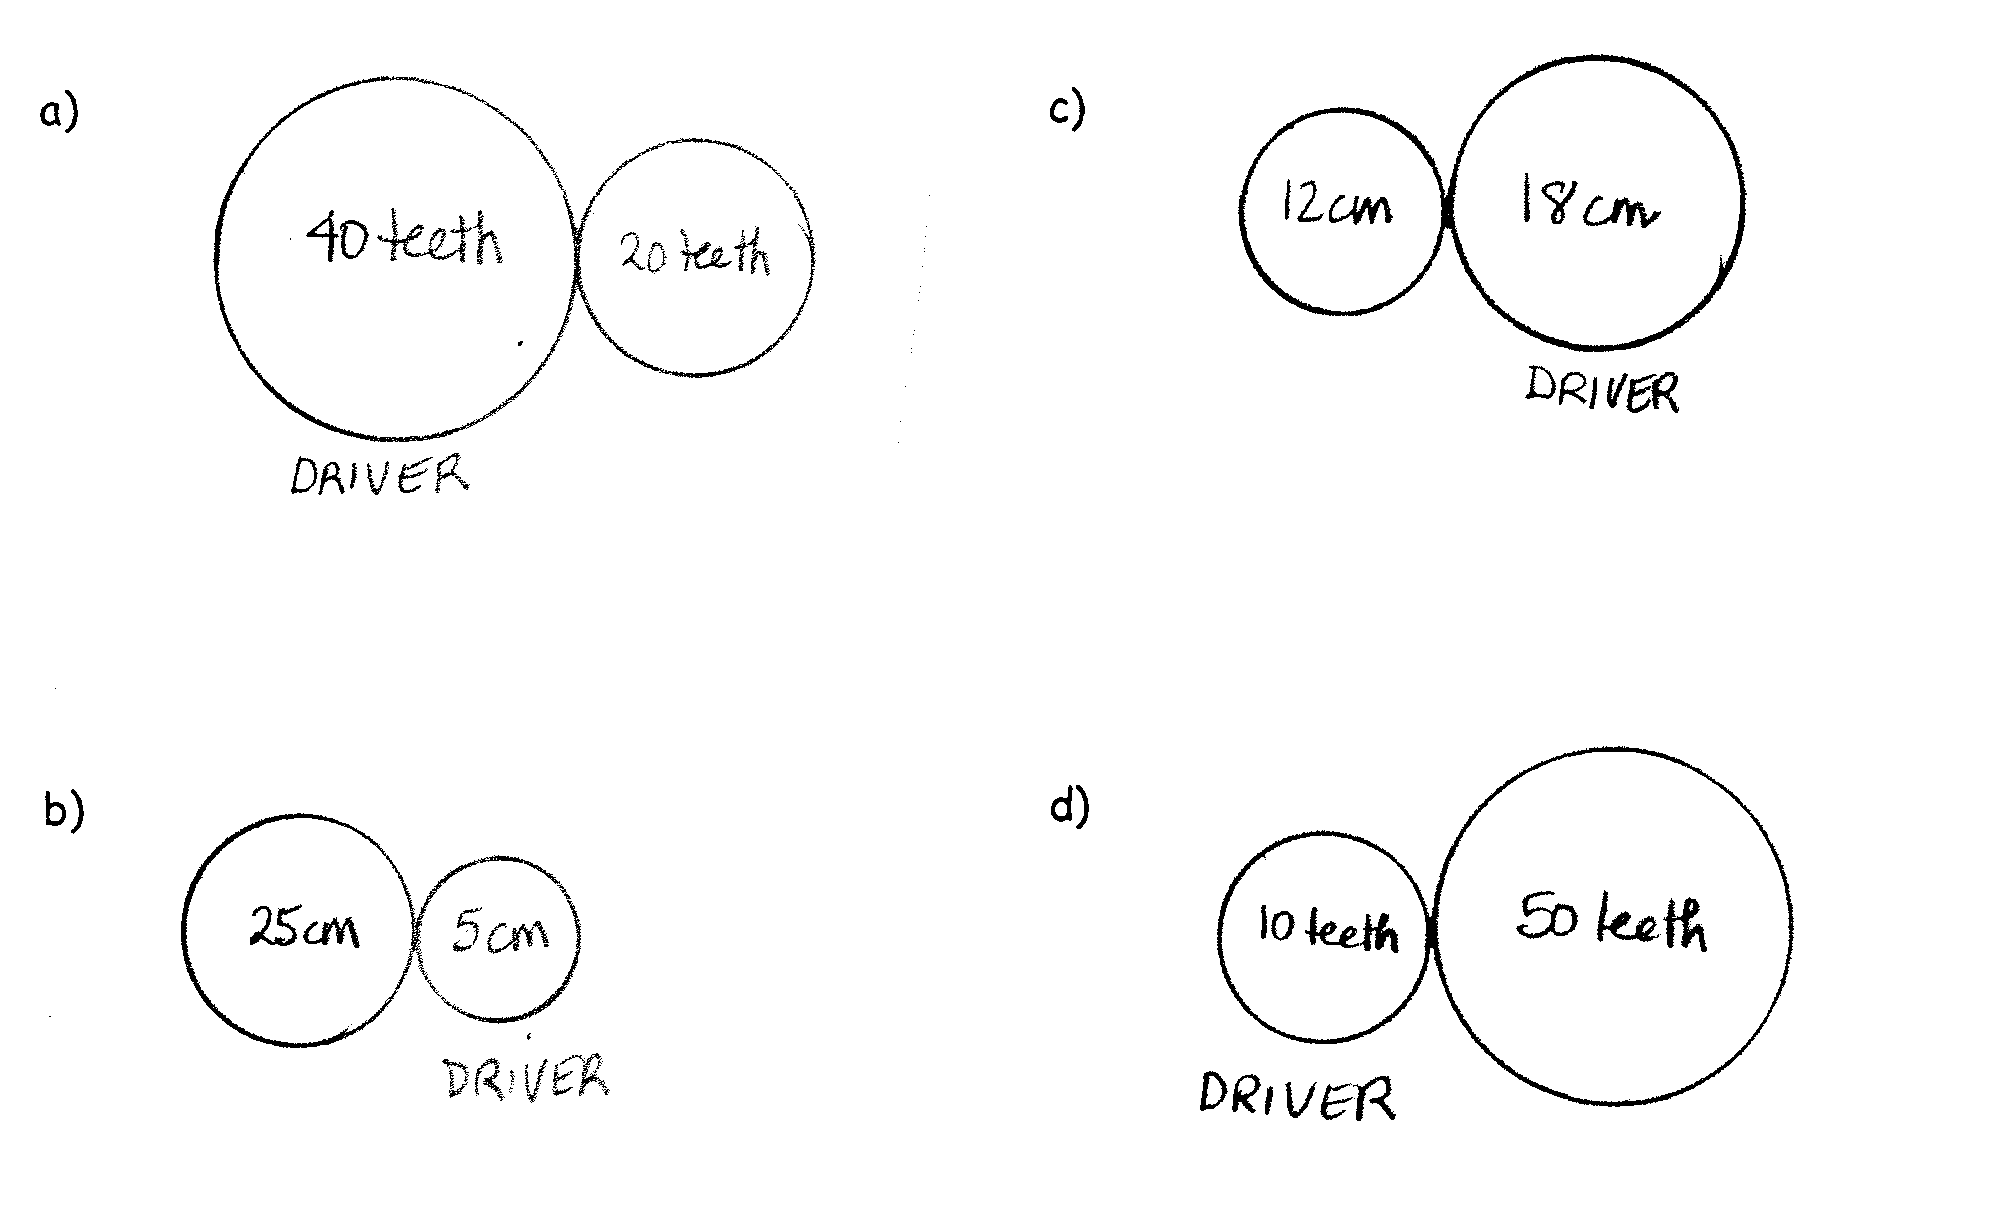 a)
40 teeth
20 teeth
DRIVER
c)
12cm
18cm
DRIVER
b)
25cm
5cm
DRIVER
d)
10 teeth
50 teeth
DRIVER